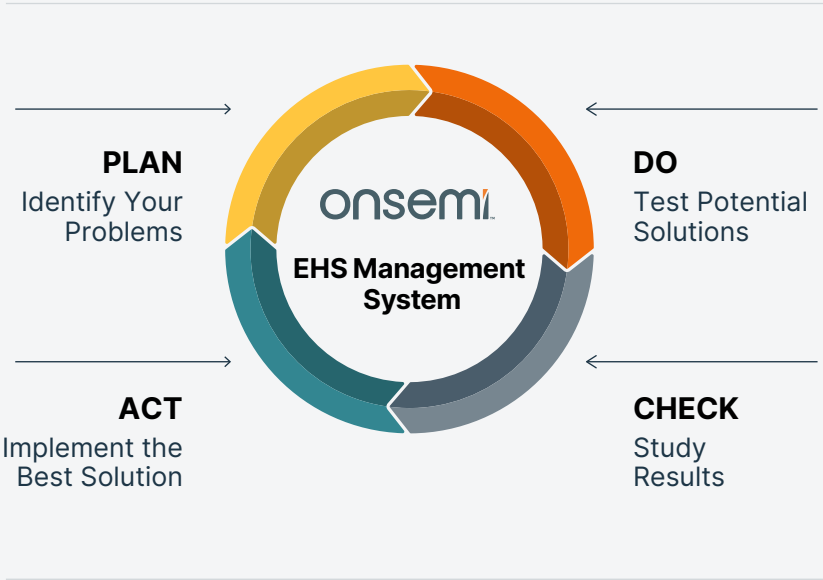 PLAN
Identify Your
Problems
DO
Test Potential
Solutions
onsemi™
EHS Management
System
ACT
Implement the
Best Solution
CHECK
Study
Results